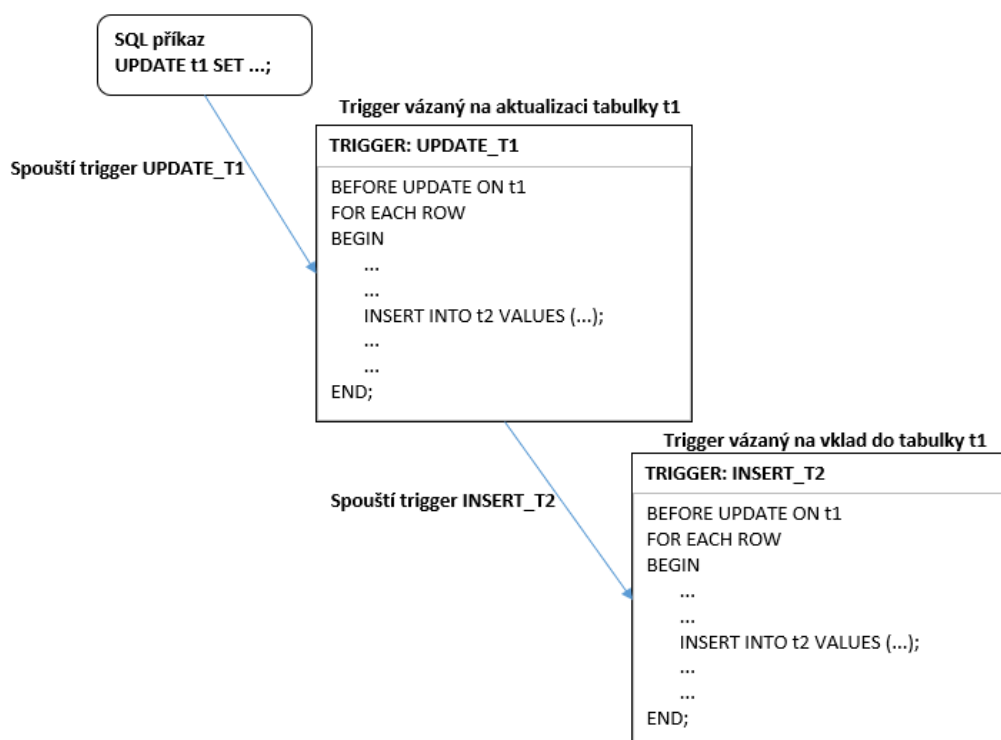 SQL příkaz
UPDATE t1 SET ...;
Trigger vázaný na aktualizaci tabulky t1
TRIGGER: UPDATE_T1
Spouští trigger UPDATE_T1
BEFORE UPDATE ON t1
FOR EACH ROW
BEGIN
...
...
INSERT INTO t2 VALUES (...);
...
...
END;
Trigger vázaný na vklad do tabulky t1
TRIGGER: INSERT_T2
Spouští trigger INSERT_T2
BEFORE UPDATE ON t1
FOR EACH ROW
BEGIN
...
...
INSERT INTO t2 VALUES (...);
...
...
END;